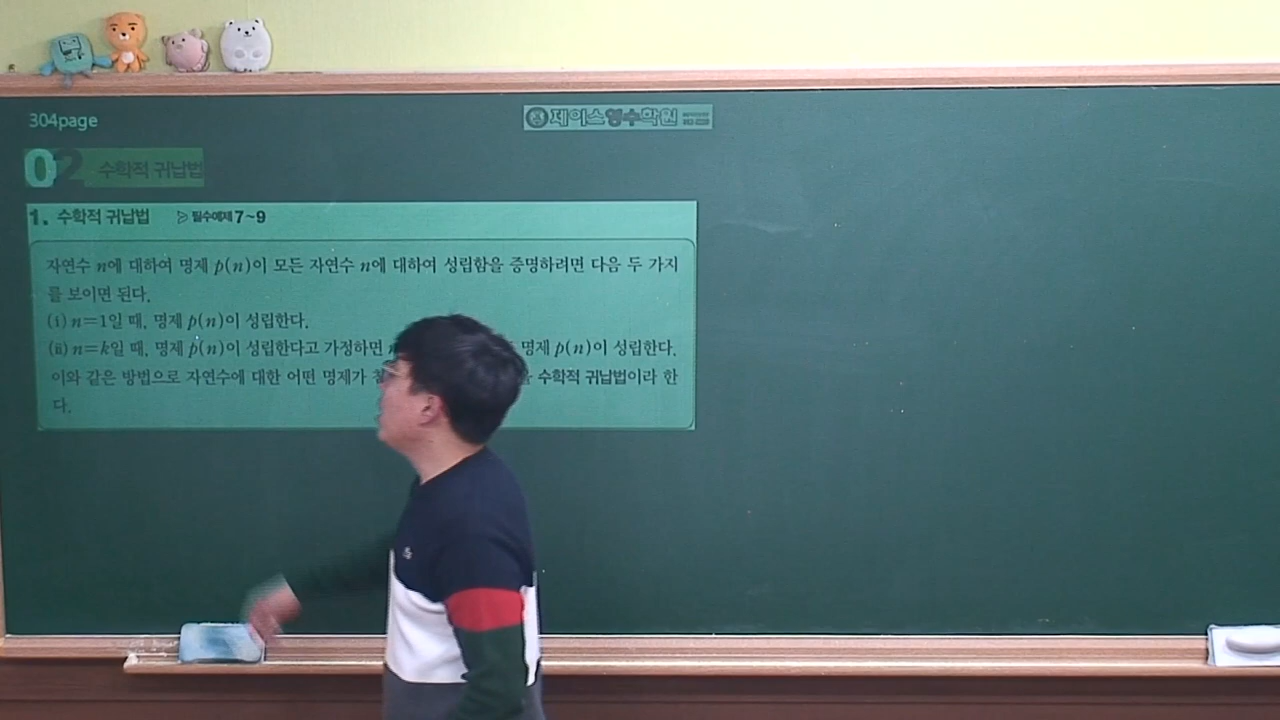 304page
제이스영수학원
02 수학적 귀납법
1. 수학적 귀납법 필수예제 7~9
자연수 n에 대하여 명제 p(n)이 모든 자연수 n에 대하여 성립함을 증명하려면 다음 두 가지
를 보이면 된다.
(i) n=1일 때, 명제 p(n)이 성립한다.
(ii) n=k일 때, 명제 p(n)이 성립한다고 가정하면 명제 p(n)이 성립한다.
이와 같은 방법으로 자연수에 대한 어떤 명제가 수학적 귀납법이라 한
다.